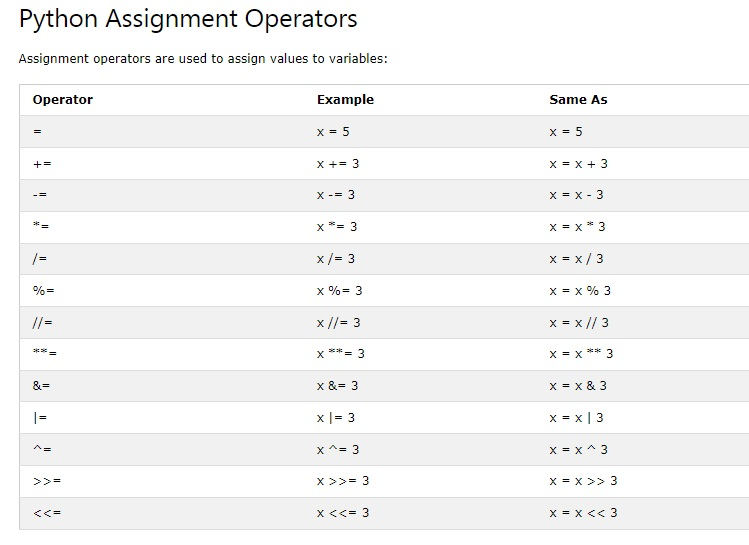 Python Assignment Operators
Assignment operators are used to assign values to variables:
Operator Example Same As
= x = 5 x = 5
+= x += 3 x = x + 3
-= x -= 3 x = x - 3
*= x *= 3 x = x * 3
/= x /= 3 x = x / 3
%= x %= 3 x = x % 3
//= x //= 3 x = x // 3
**= x **= 3 x = x ** 3
&= x &= 3 x = x & 3
|= x |= 3 x = x | 3
^= x ^= 3 x = x ^ 3
>>= x >>= 3 x = x >> 3
<<= x <<= 3 x = x << 3